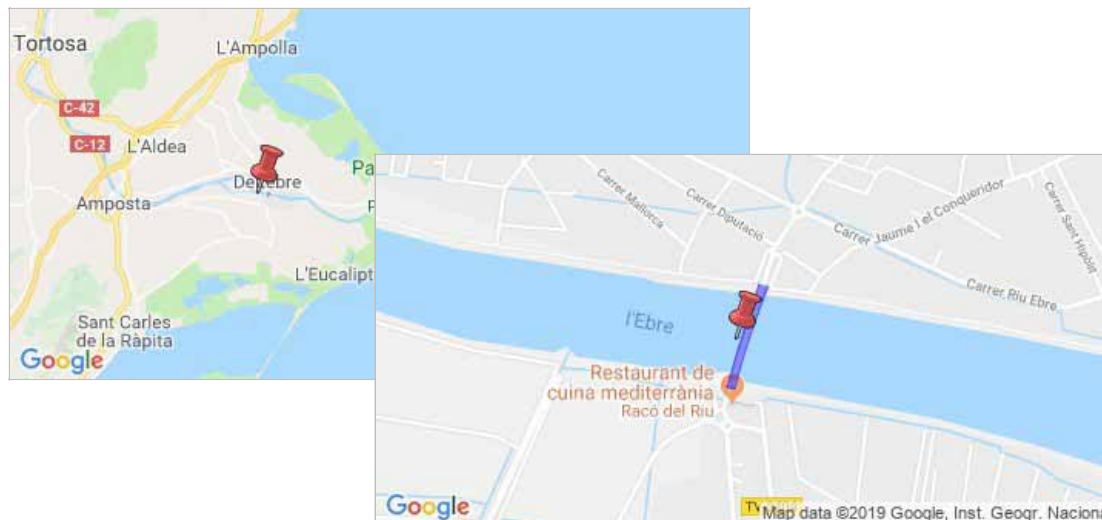 Tortosa
L'Ampolla
C-42
C-12
L'Aldea
Amposta
L'Eucalipt
Sant Carles
de la Ràpita
Google
Carrer Mallorca
Carrer Diputació
Carrer Jaume I el Conqueridor
Carrer Sant Hipòlit
Carrer Riu Ebre
l'Ebre
Restaurant de
cuina mediterrània
Racó del Riu
Google
Map data ©2019 Google, Inst. Geogr. Naciona